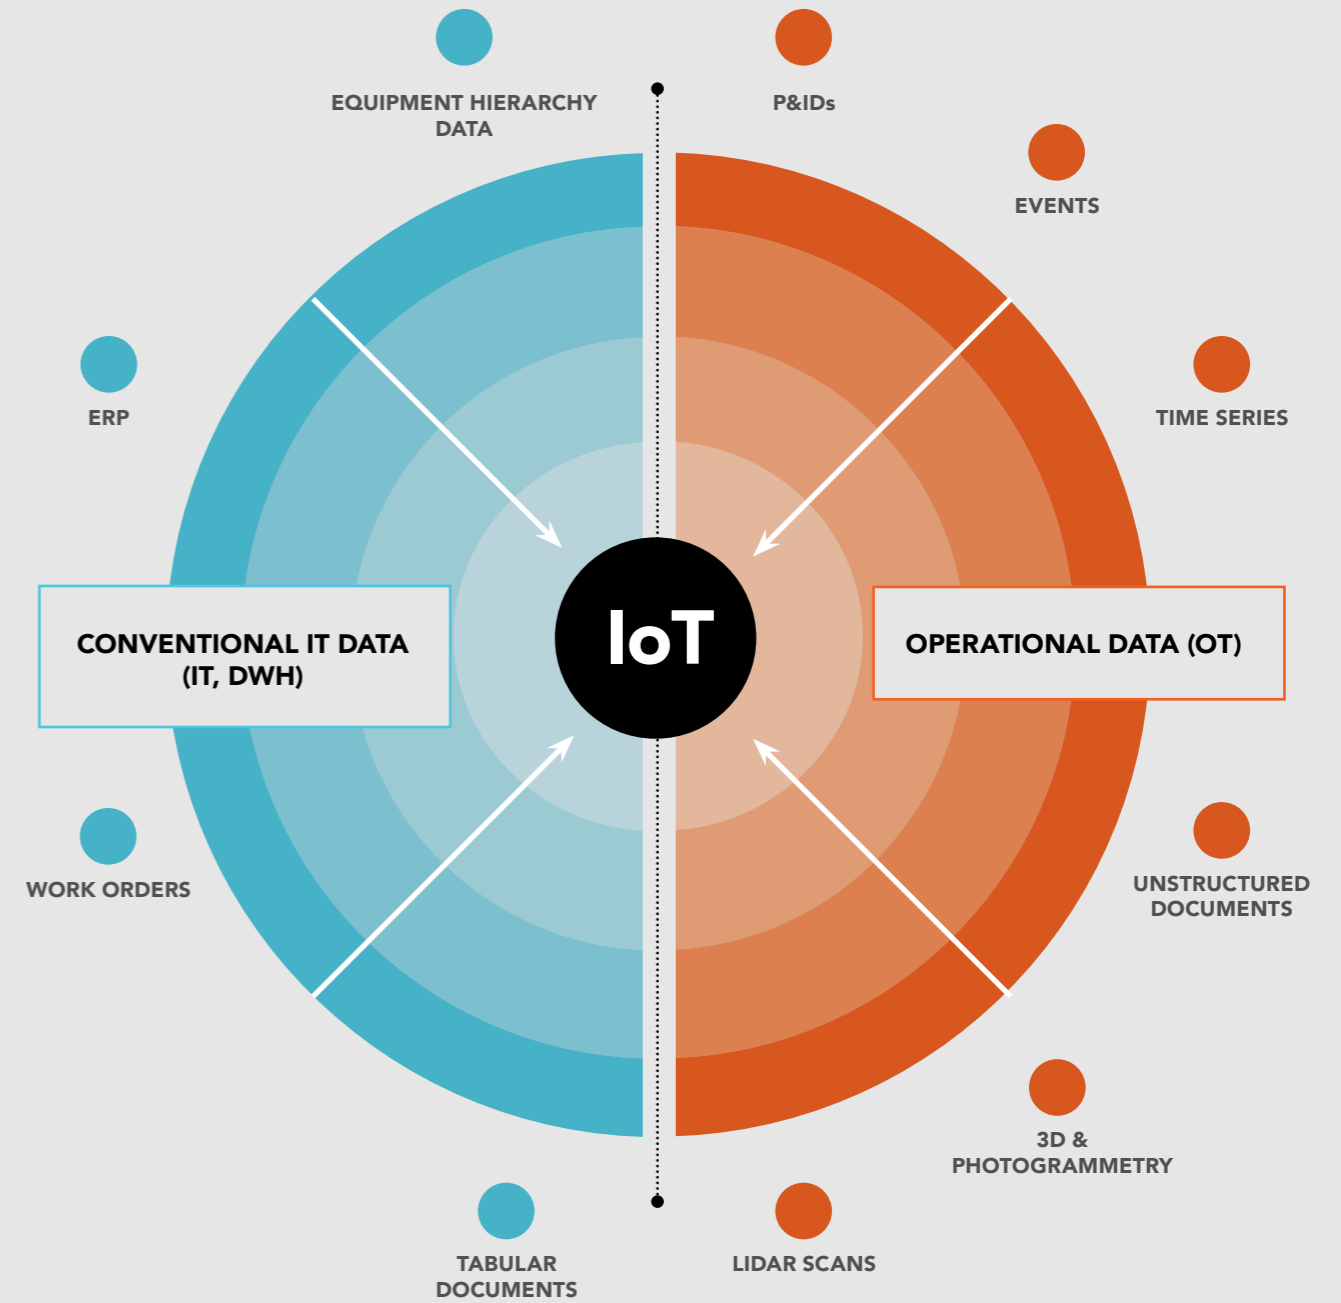 EQUIPMENT HIERARCHY
DATA
P&IDs
EVENTS
ERP
TIME SERIES
IoT
CONVENTIONAL IT DATA
(IT, DWH)
OPERATIONAL DATA (OT)
WORK ORDERS
UNSTRUCTURED
DOCUMENTS
3D &
PHOTOGRAMMETRY
TABULAR
DOCUMENTS
LIDAR SCANS